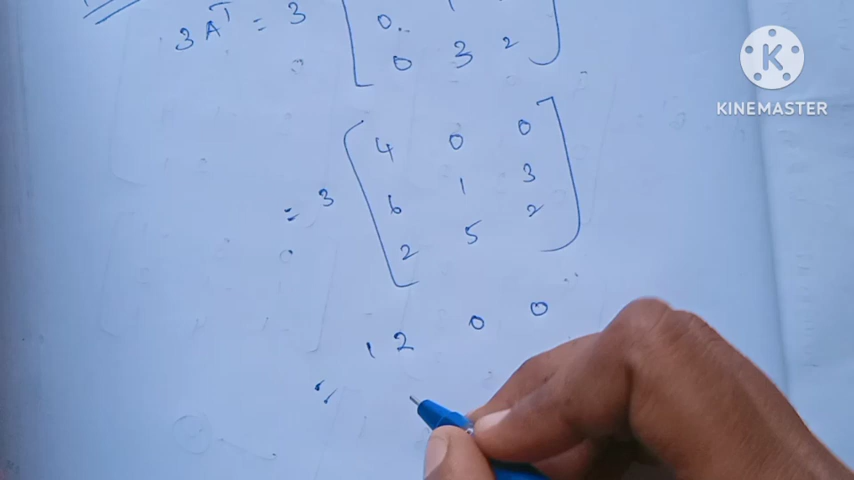 K
KINEMASTER
3Aᵀ = 3
0 1
0 3 2
4 0 0
= 3 6 1 3
2 5 2
12 0 0
=